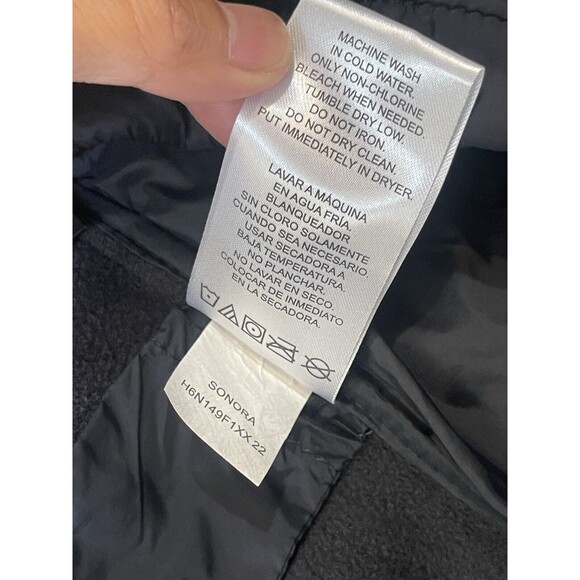 MACHINE WASH
IN COLD WATER.
ONLY NON-CHLORINE
BLEACH WHEN NEEDED.
TUMBLE DRY LOW.
DO NOT IRON.
DO NOT DRY CLEAN.
PUT IMMEDIATELY IN DRYER.
LAVAR A MÁQUINA
EN AGUA FRÍA
BLANQUEADOR
SIN CLORO SOLAMENTE
CUANDO SEA NECESARIO.
USAR SECADORA A
BAJA TEMPERATURA.
NO PLANCHAR.
NO LAVAR EN SECO.
COLOCAR DE INMEDIATO
EN LA SECADORA.
SONORA
H6N149F1XX 22